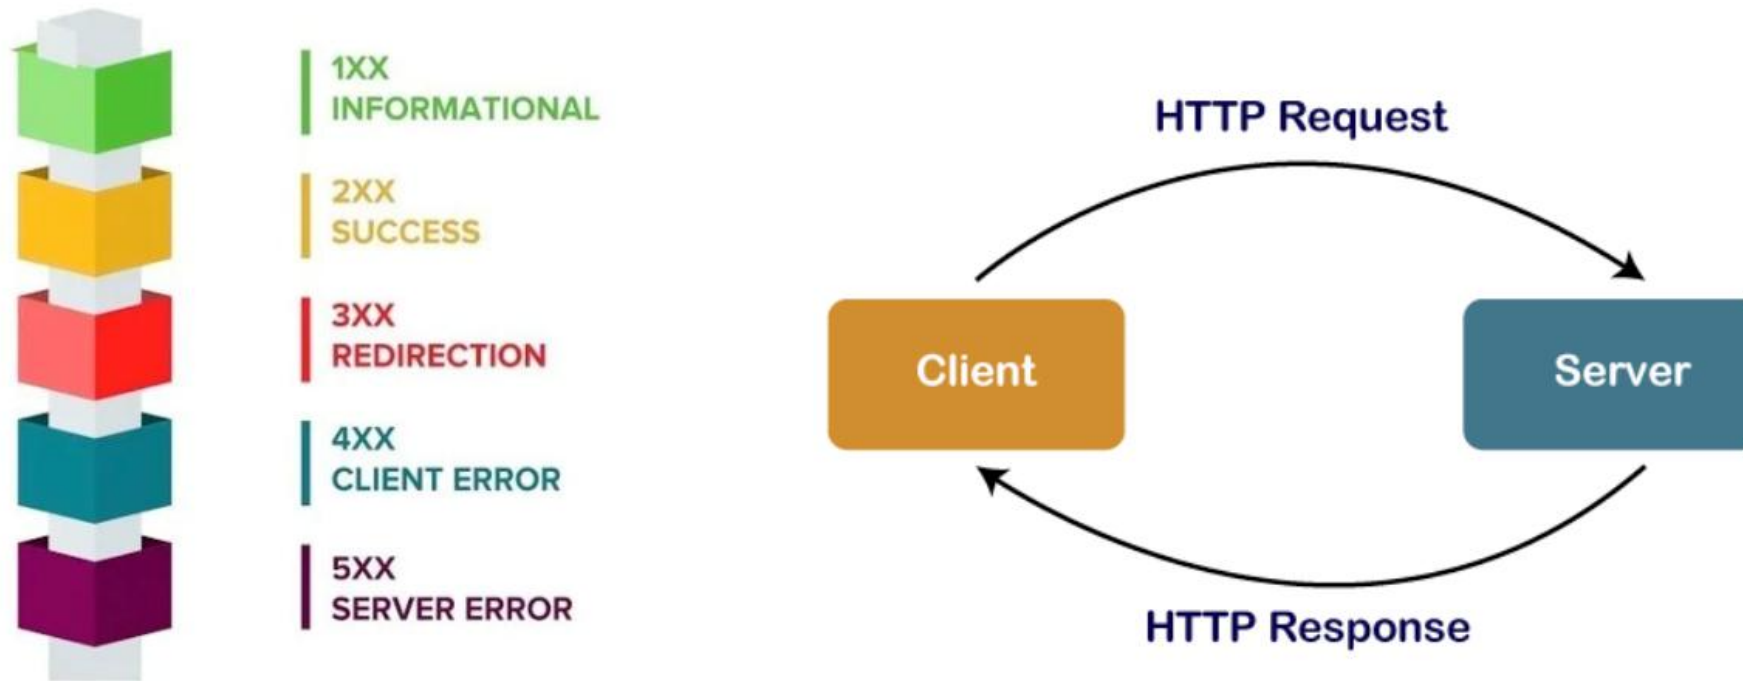 1XX
INFORMATIONAL
2XX
SUCCESS
3XX
REDIRECTION
4XX
CLIENT ERROR
5XX
SERVER ERROR
HTTP Request
Client
Server
HTTP Response